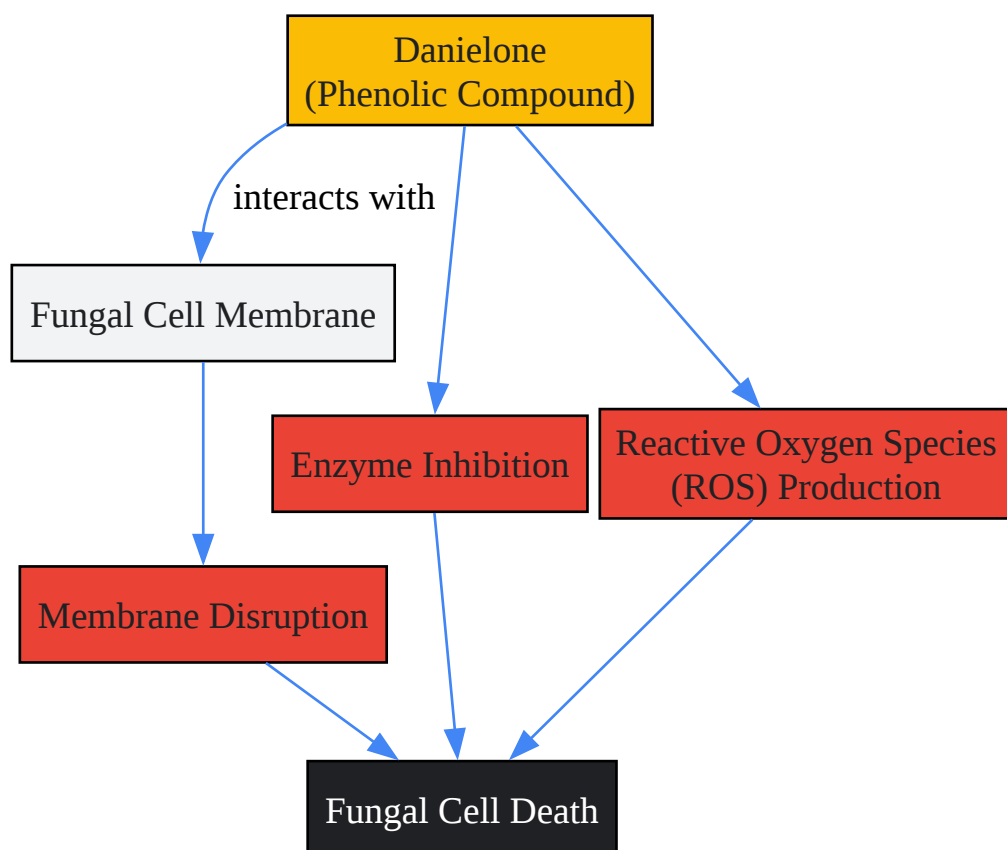 Danielone
(Phenolic Compound)
interacts with
Fungal Cell Membrane
Enzyme Inhibition
Reactive Oxygen Species
(ROS) Production
Membrane Disruption
Fungal Cell Death